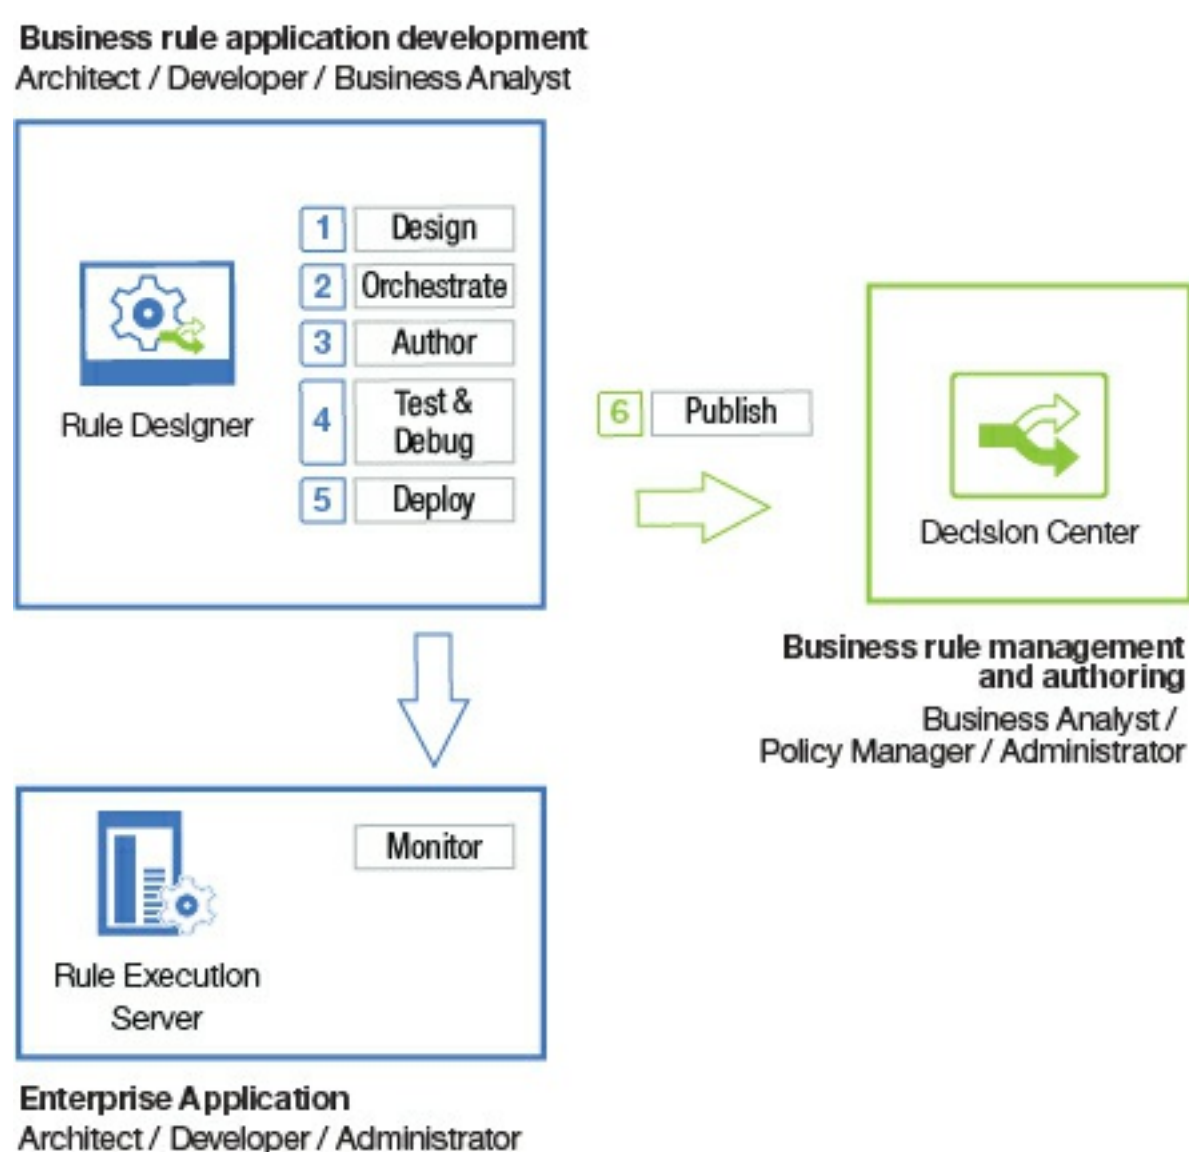 Business rule application development
Architect / Developer / Business Analyst
1 Design
2 Orchestrate
3 Author
4 Test &
Debug
5 Deploy
Rule Designer
6 Publish
Decision Center
Business rule management
and authoring
Business Analyst /
Policy Manager / Administrator
Monitor
Rule Execution
Server
Enterprise Application
Architect / Developer / Administrator